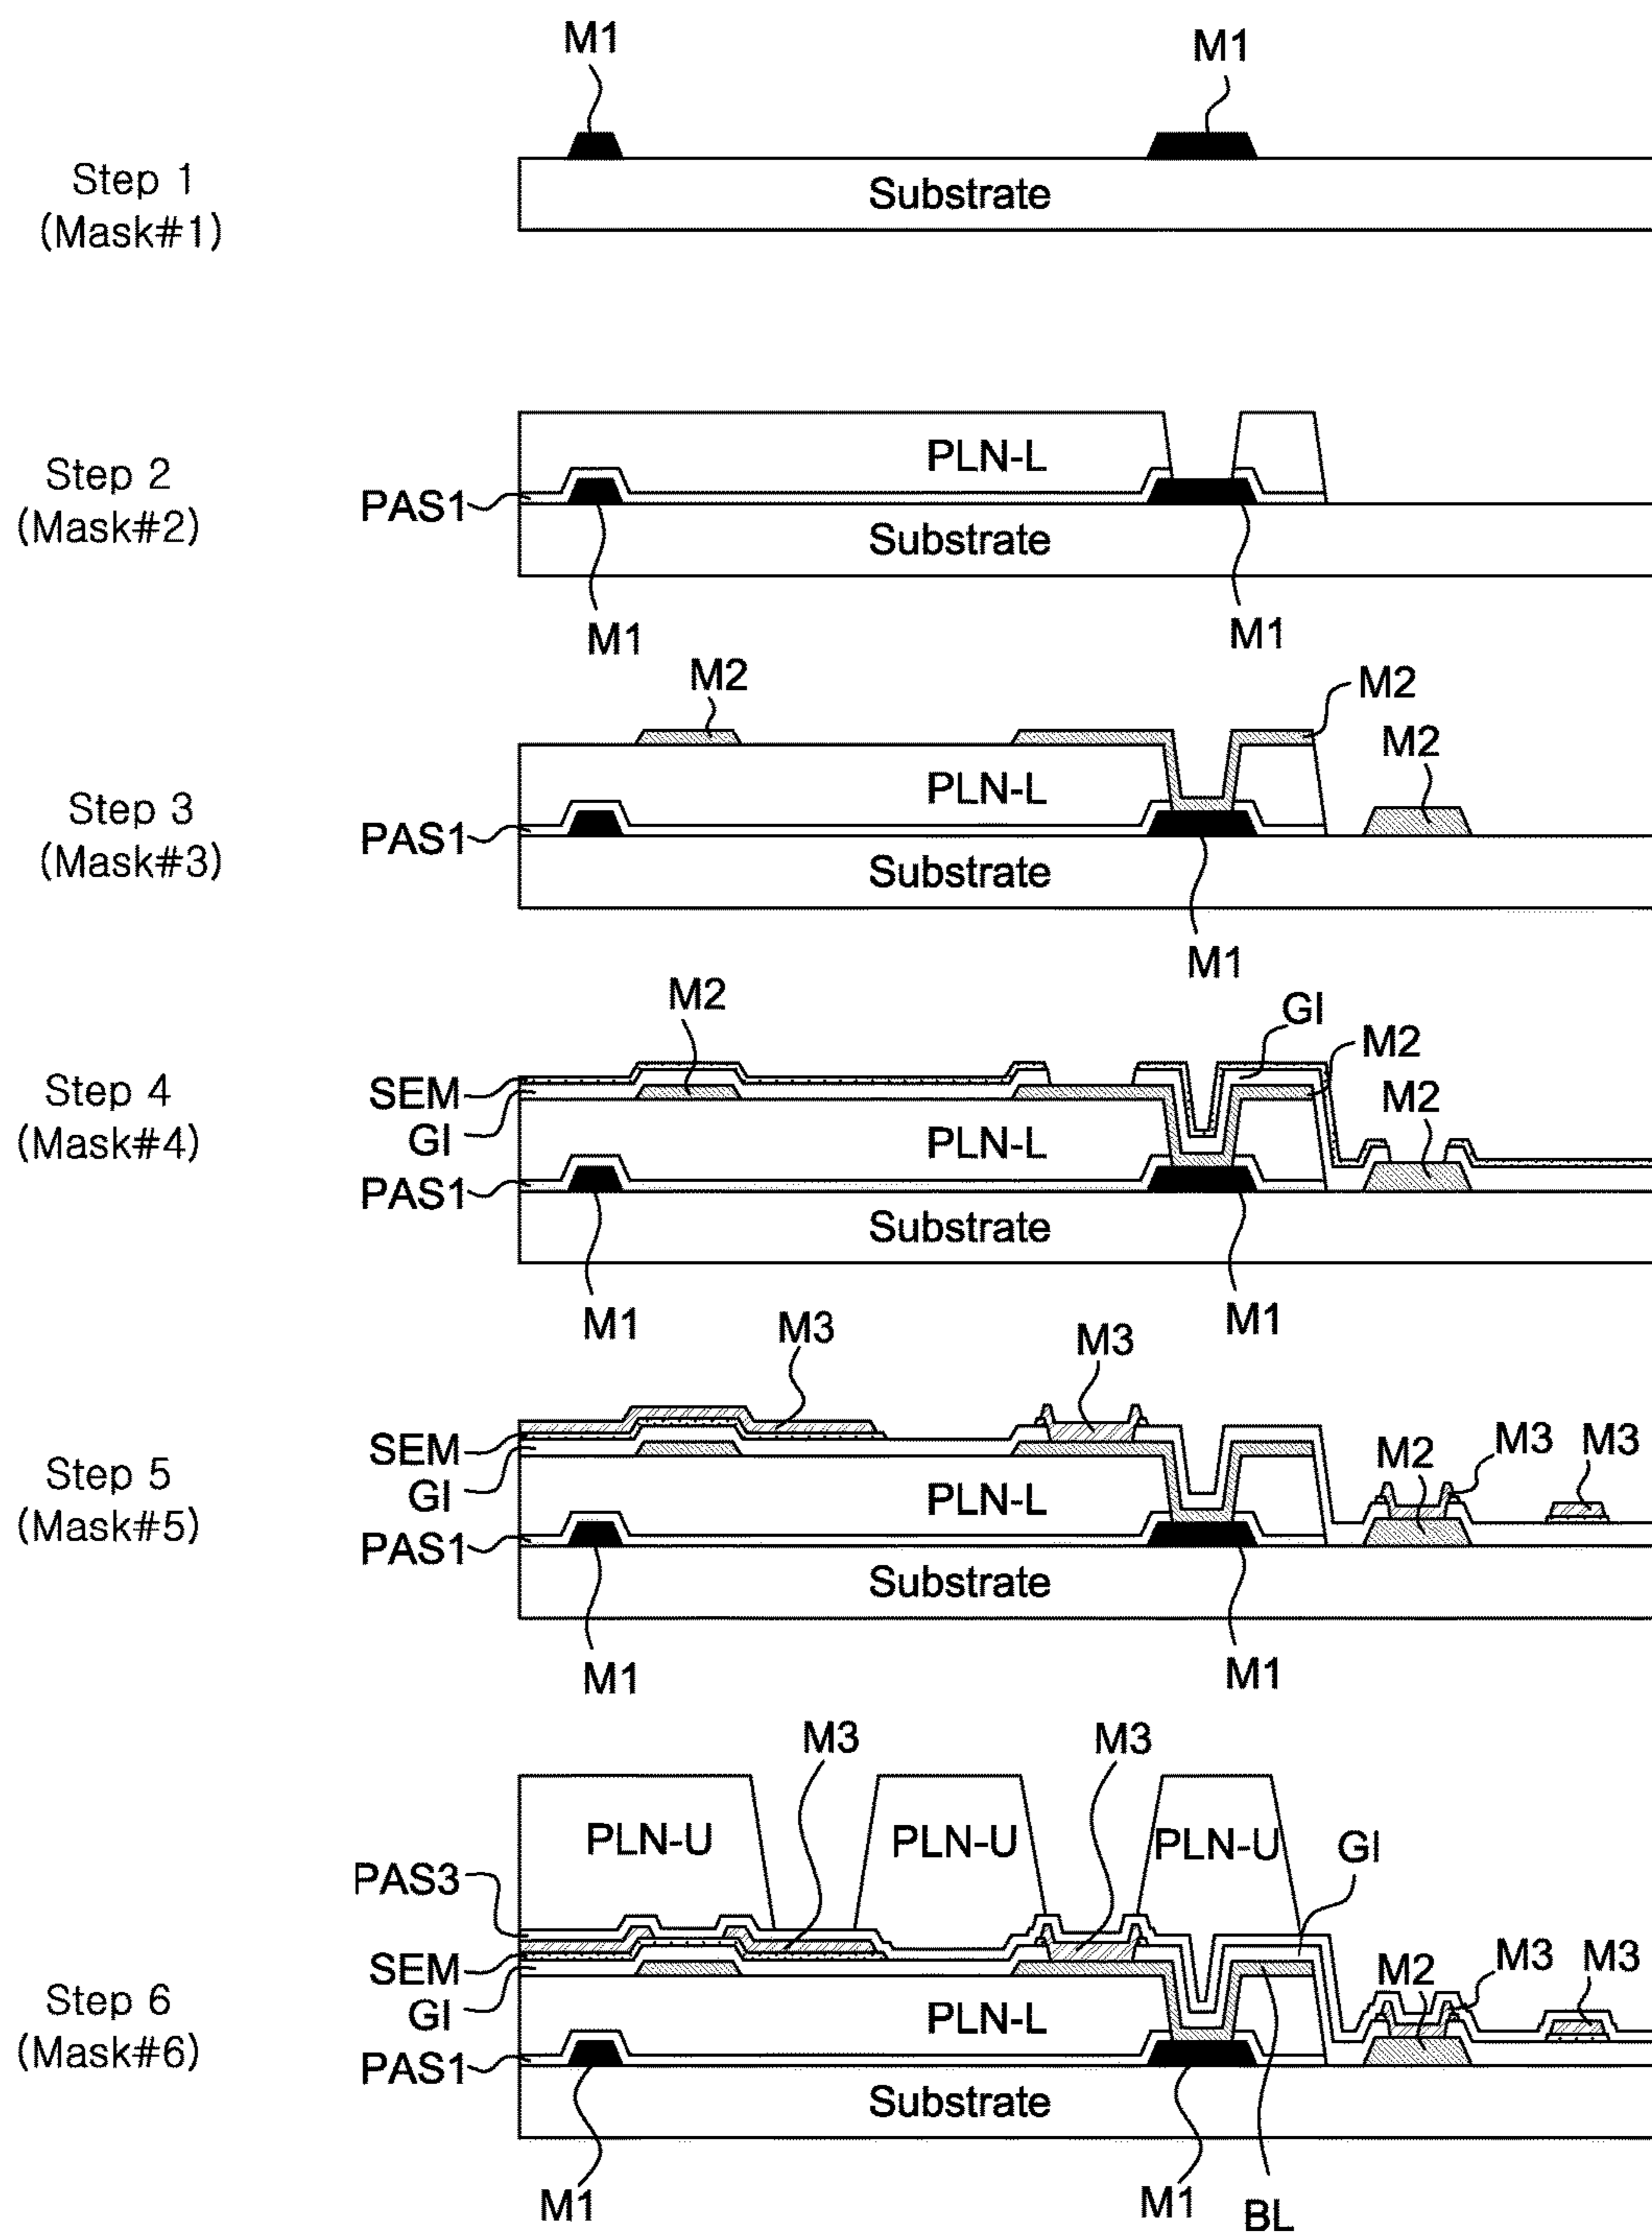 M1
M1
Step 1
(Mask#1)
Substrate
Step 2
(Mask#2)
PLN-L
PAS1
Substrate
M1
M1
M2
M2
M2
Step 3
(Mask#3)
PLN-L
PAS1
Substrate
M1
M2
GI
M2
M2
Step 4
(Mask#4)
SEM
GI
PLN-L
PAS1
Substrate
M1
M1
M3
M3
Step 5
(Mask#5)
SEM
GI
M2
M3
M3
PLN-L
PAS1
Substrate
M1
M1
M3
M3
PLN-U
PLN-U
PLN-U
GI
PAS3
Step 6
(Mask#6)
SEM
GI
M2
M3
M3
PLN-L
PAS1
Substrate
M1
M1
BL